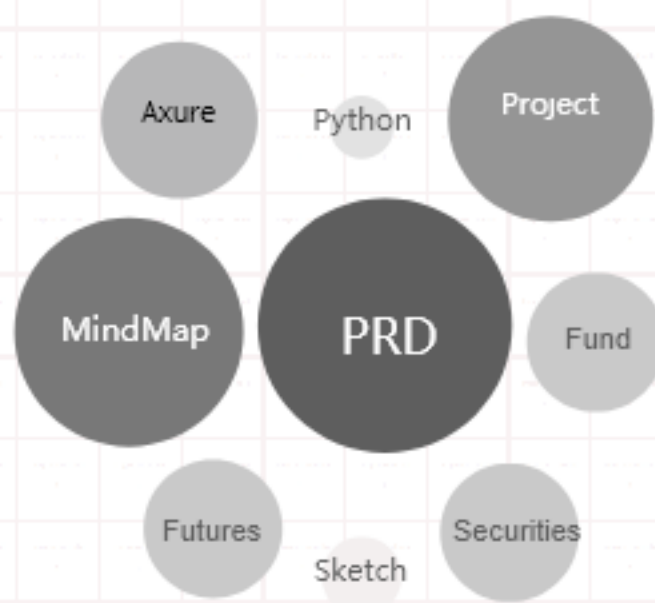 Axure
Python
Project
MindMap
PRD
Fund
Futures
Securities
Sketch